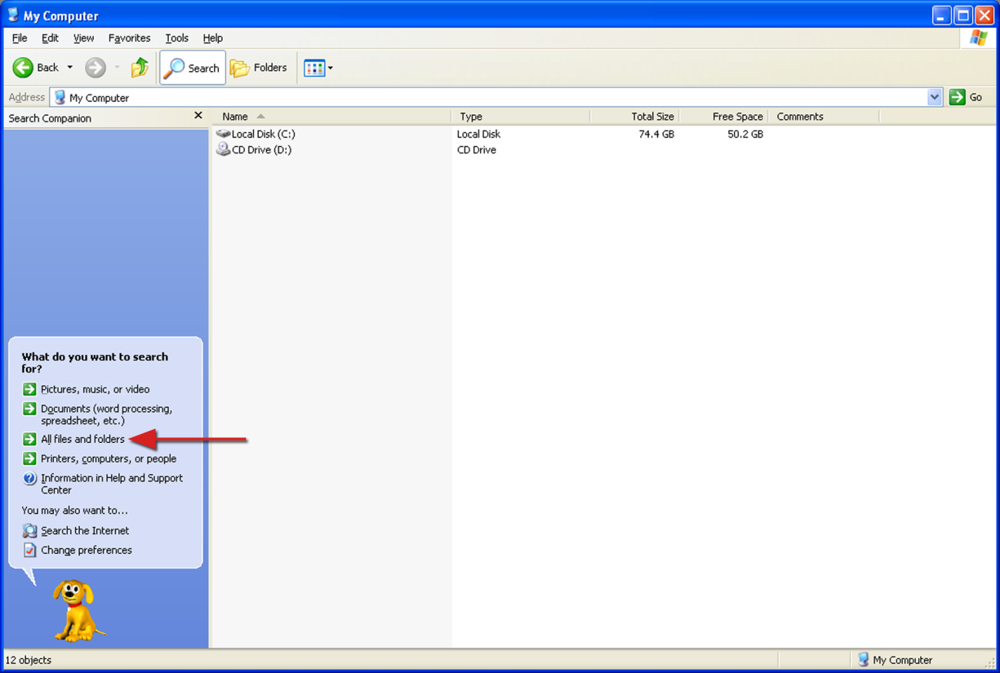 My Computer
File Edit View Favorites Tools Help
Back Search Folders
Address My Computer Go
Search Companion
Name Type Total Size Free Space Comments
Local Disk (C:) Local Disk 74.4 GB 50.2 GB
CD Drive (D:) CD Drive
What do you want to search
for?
Pictures, music, or video
Documents (word processing,
spreadsheet, etc.)
All files and folders
Printers, computers, or people
Information in Help and Support
Center
You may also want to...
Search the Internet
Change preferences
12 objects My Computer